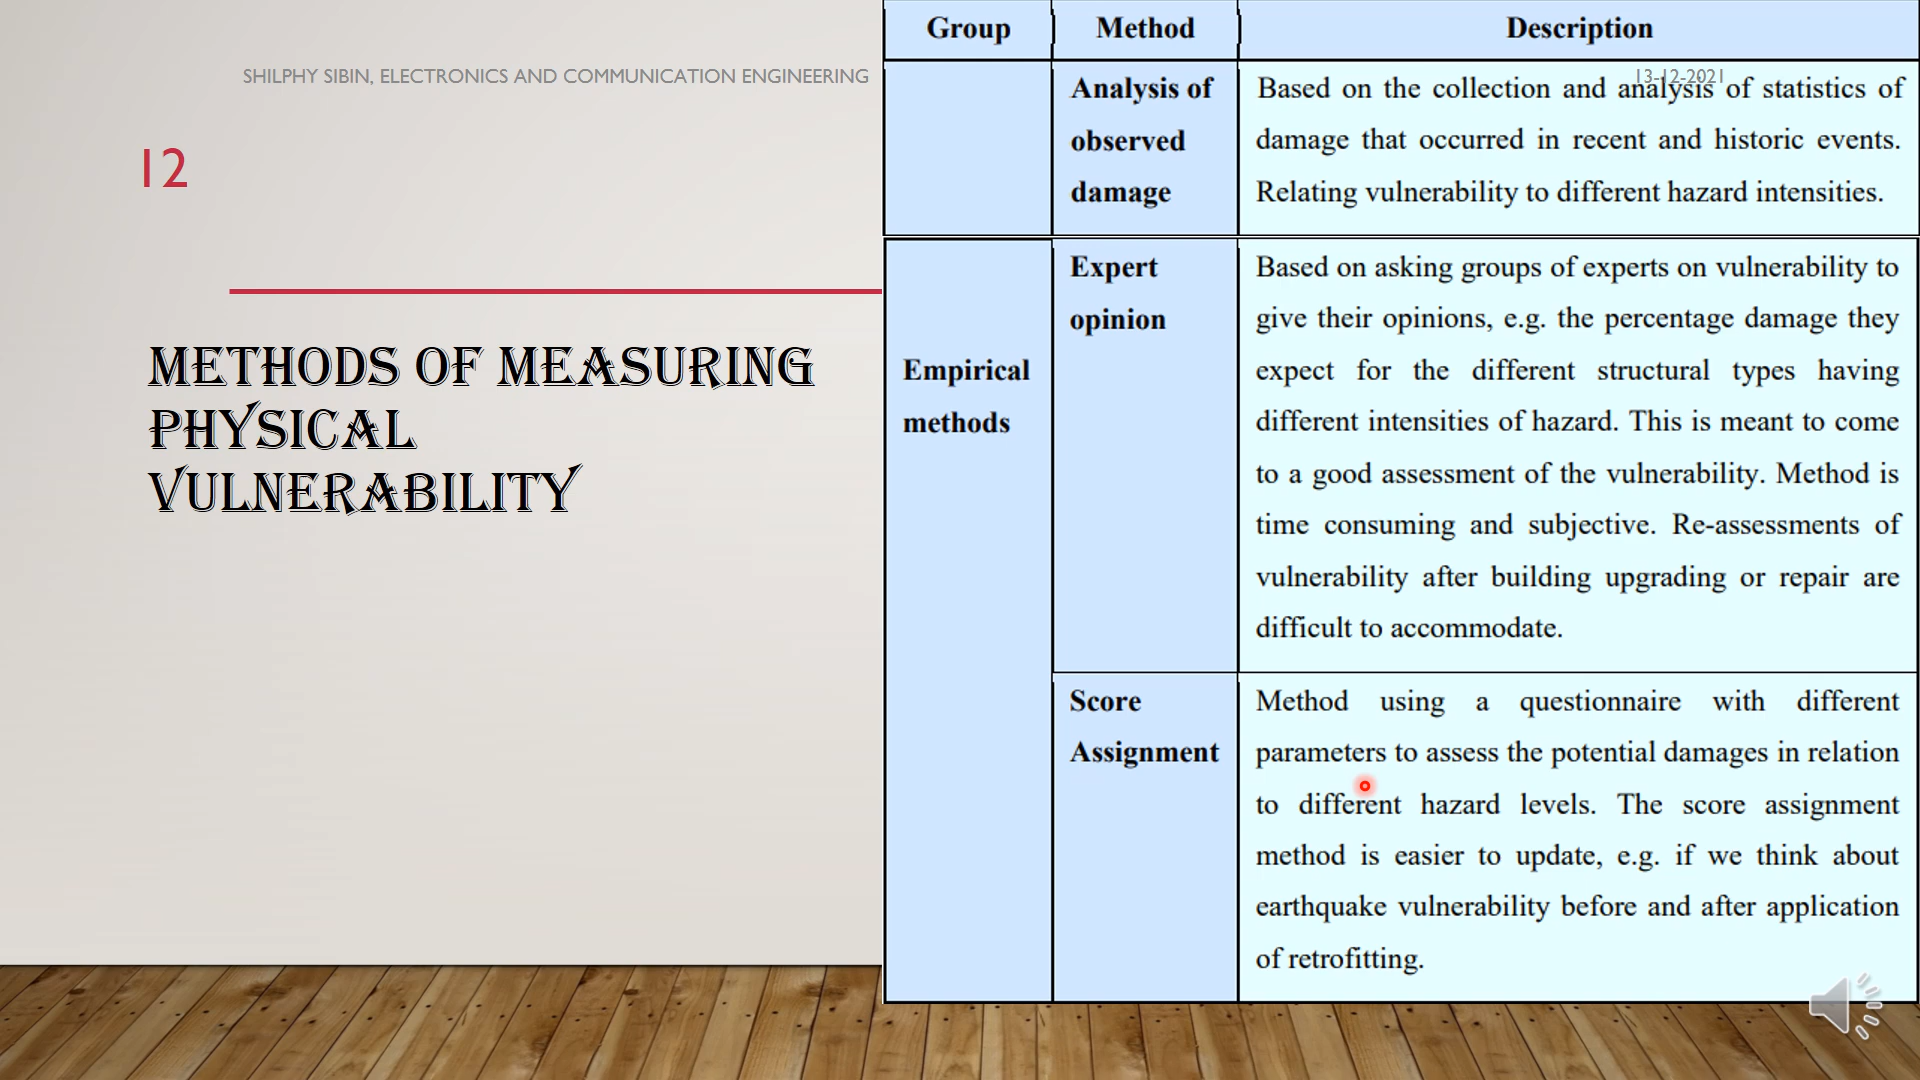 SHILPHY SIBIN, ELECTRONICS AND COMMUNICATION ENGINEERING
13-12-2021
12
METHODS OF MEASURING
PHYSICAL
VULNERABILITY
Group
Method
Description
Analysis of
observed
damage
Based on the collection and analysis of statistics of
damage that occurred in recent and historic events.
Relating vulnerability to different hazard intensities.
Empirical
methods
Expert
opinion
Based on asking groups of experts on vulnerability to
give their opinions, e.g. the percentage damage they
expect for the different structural types having
different intensities of hazard. This is meant to come
to a good assessment of the vulnerability. Method is
time consuming and subjective. Re-assessments of
vulnerability after building upgrading or repair are
difficult to accommodate.
Score
Assignment
Method using a questionnaire with different
parameters to assess the potential damages in relation
to different hazard levels. The score assignment
method is easier to update, e.g. if we think about
earthquake vulnerability before and after application
of retrofitting.